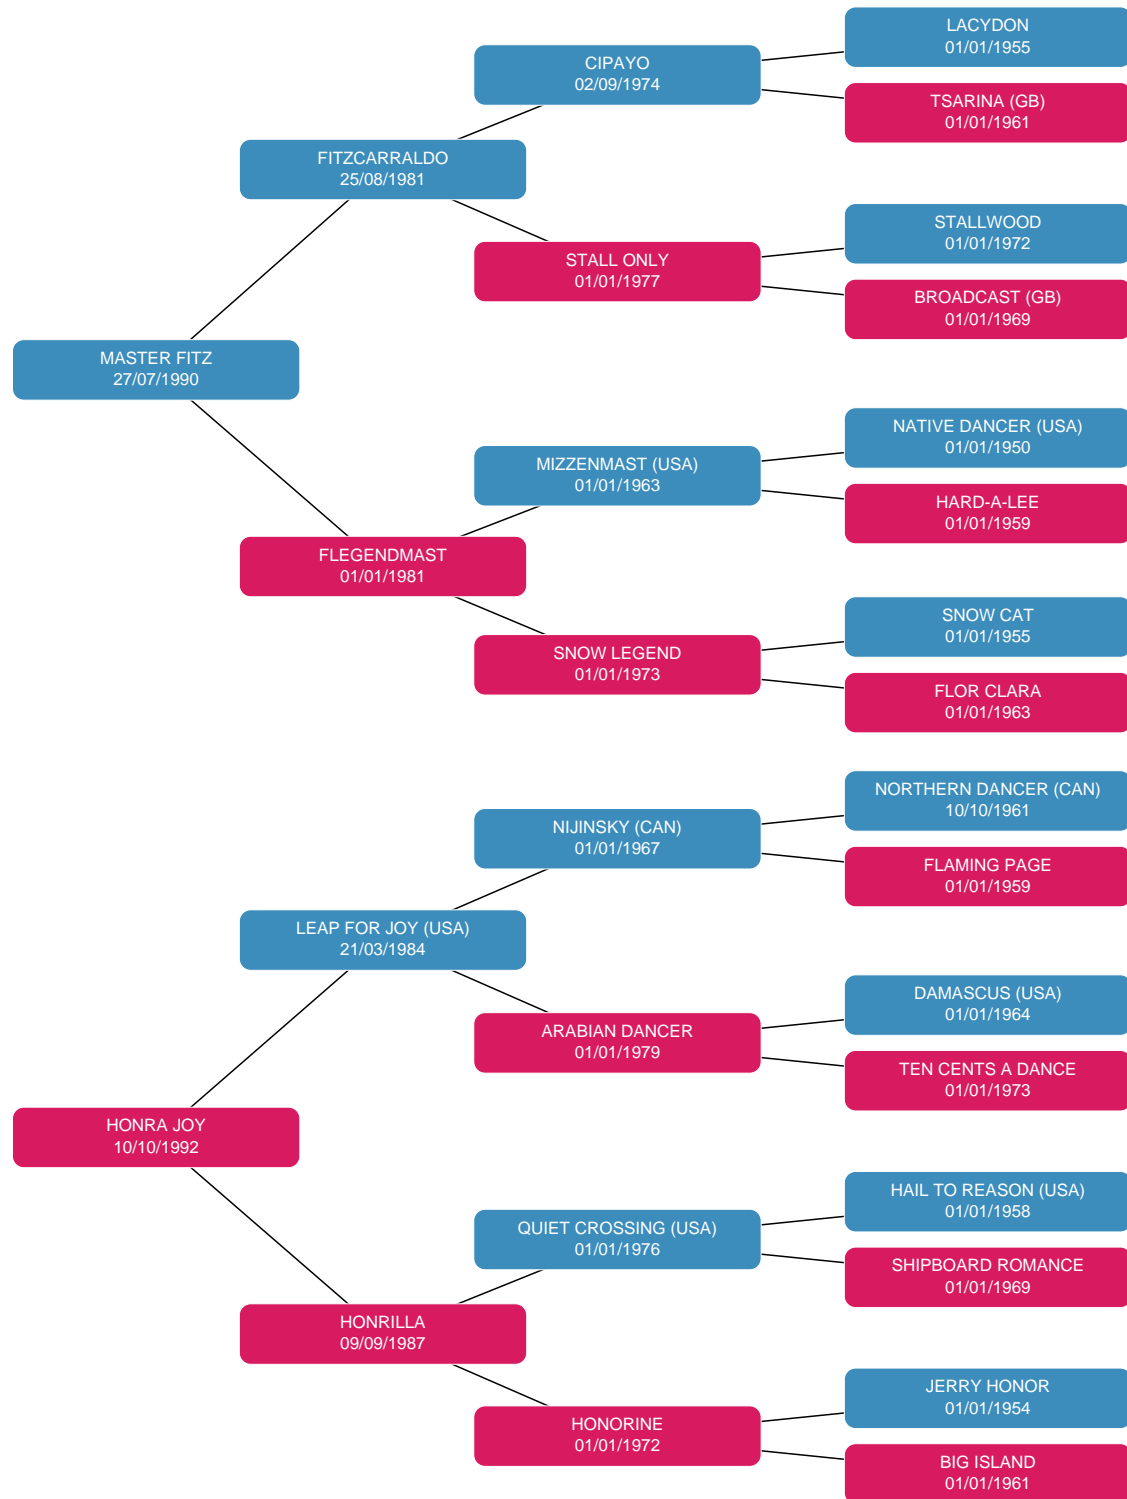 LACYDON
01/01/1955
CIPAYO
02/09/1974
TSARINA (GB)
01/01/1961
FITZCARRALDO
25/08/1981
STALLWOOD
01/01/1972
STALL ONLY
01/01/1977
BROADCAST (GB)
01/01/1969
MASTER FITZ
27/07/1990
NATIVE DANCER (USA)
01/01/1950
MIZZENMAST (USA)
01/01/1963
HARD-A-LEE
01/01/1959
FLEGENDMAST
01/01/1981
SNOW CAT
01/01/1955
SNOW LEGEND
01/01/1973
FLOR CLARA
01/01/1963
NORTHERN DANCER (CAN)
10/10/1961
NIJINSKY (CAN)
01/01/1967
FLAMING PAGE
01/01/1959
LEAP FOR JOY (USA)
21/03/1984
DAMASCUS (USA)
01/01/1964
ARABIAN DANCER
01/01/1979
TEN CENTS A DANCE
01/01/1973
HONRA JOY
10/10/1992
HAIL TO REASON (USA)
01/01/1958
QUIET CROSSING (USA)
01/01/1976
SHIPBOARD ROMANCE
01/01/1969
HONRILLA
09/09/1987
JERRY HONOR
01/01/1954
HONORINE
01/01/1972
BIG ISLAND
01/01/1961